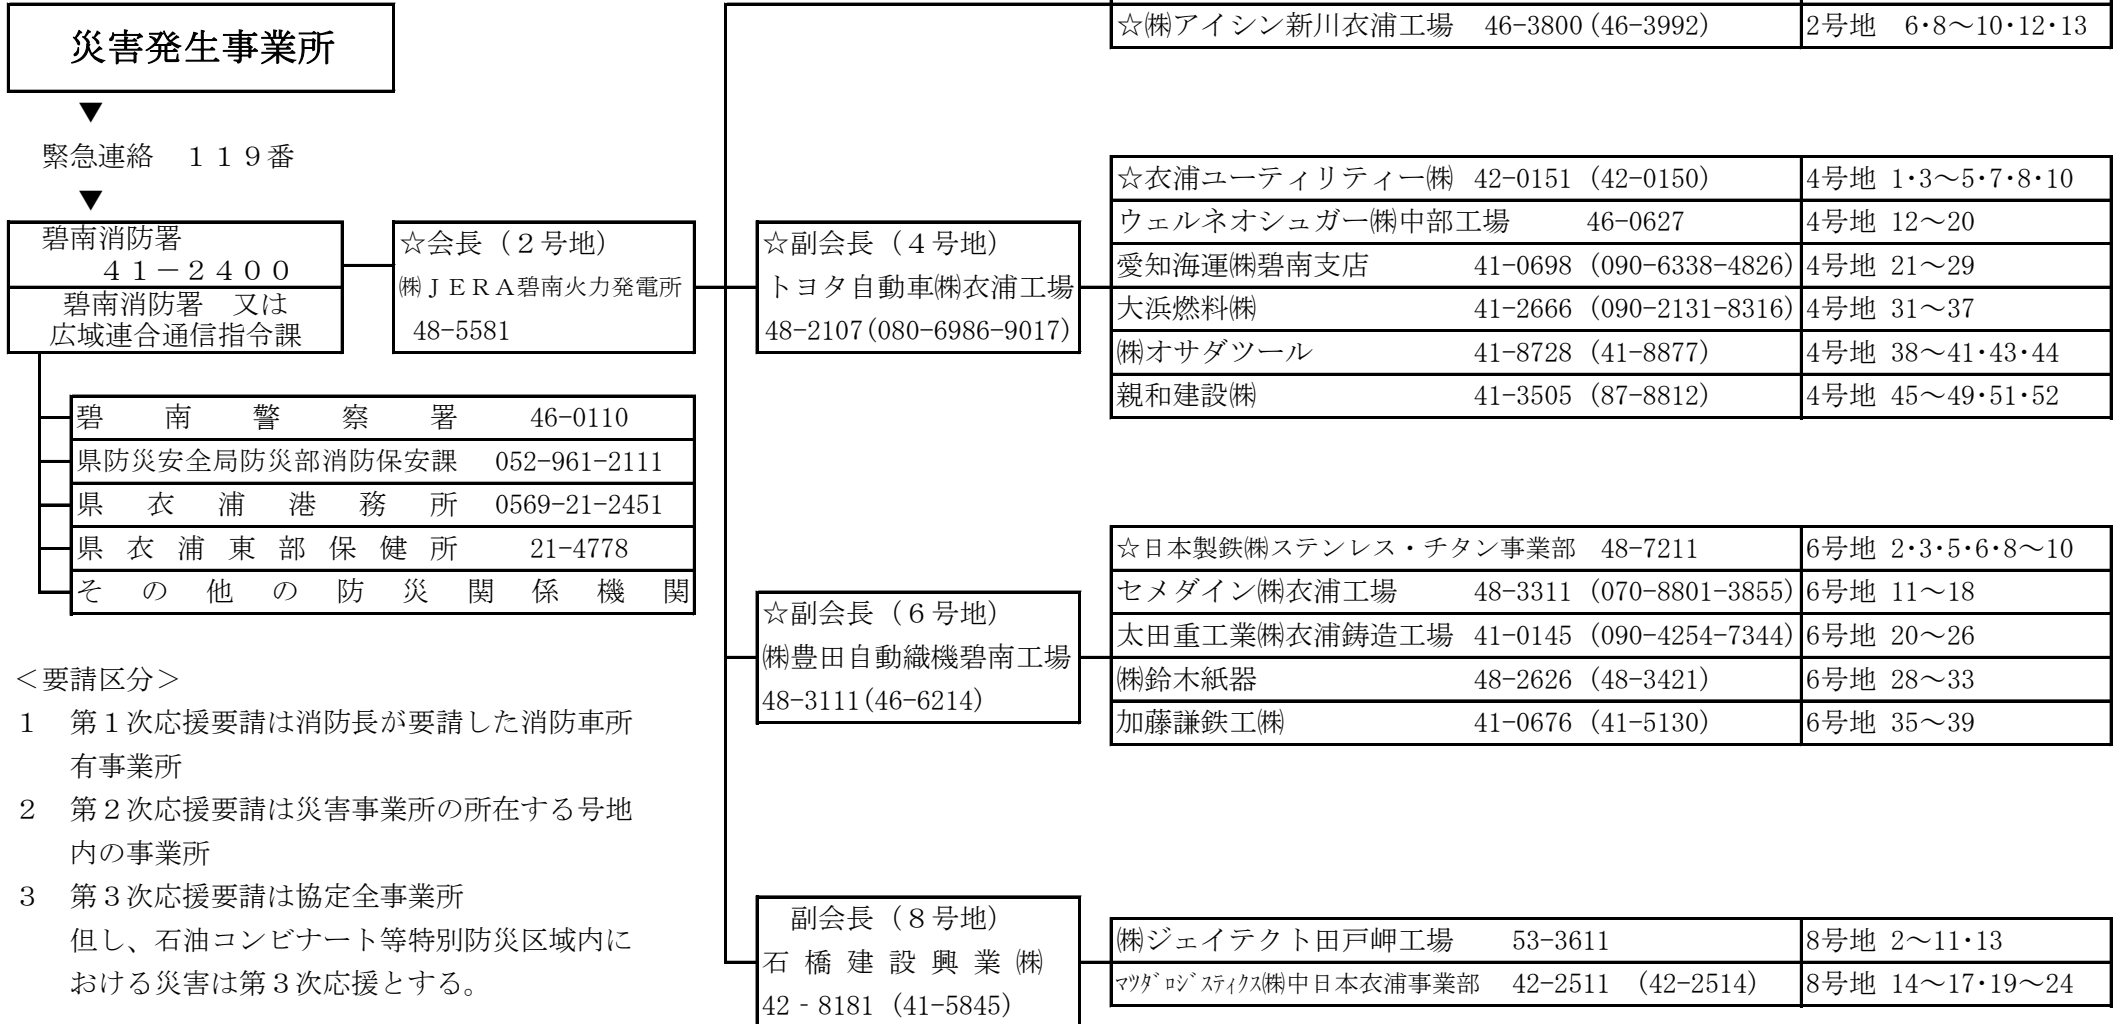 災害発生事業所
▼
緊急連絡　１１９番
▼
碧南消防署
４１－２４００
碧南消防署　又は
広域連合通信指令課
碧南警察署 46-0110
県防災安全局防災部消防保安課 052-961-2111
県衣浦港務所 0569-21-2451
県衣浦東部保健所 21-4778
その他の防災関係機関
＜要請区分＞
１　第１次応援要請は消防長が要請した消防車所
有事業所
２　第２次応援要請は災害事業所の所在する号地
内の事業所
３　第３次応援要請は協定全事業所
但し、石油コンビナート等特別防災区域内に
おける災害は第３次応援とする。
☆会長（２号地）
㈱ＪＥＲＡ碧南火力発電所
48-5581
☆㈱アイシン新川衣浦工場 46-3800(46-3992) 2号地 6･8～10･12･13
☆副会長（４号地）
トヨタ自動車㈱衣浦工場
48-2107(080-6986-9017)
☆衣浦ユーティリティー㈱ 42-0151 (42-0150) 4号地 1･3～5･7･8･10
ウェルネオシュガー㈱中部工場 46-0627 4号地 12～20
愛知海運㈱碧南支店 41-0698 (090-6338-4826) 4号地 21～29
大浜燃料㈱ 41-2666 (090-2131-8316) 4号地 31～37
㈱オサダツール 41-8728 (41-8877) 4号地 38～41･43･44
親和建設㈱ 41-3505 (87-8812) 4号地 45～49･51･52
☆副会長（６号地）
㈱豊田自動織機碧南工場
48-3111(46-6214)
☆日本製鉄㈱ステンレス・チタン事業部 48-7211 6号地 2･3･5･6･8～10
セメダイン㈱衣浦工場 48-3311 (070-8801-3855) 6号地 11～18
太田重工業㈱衣浦鋳造工場 41-0145 (090-4254-7344) 6号地 20～26
㈱鈴木紙器 48-2626 (48-3421) 6号地 28～33
加藤謙鉄工㈱ 41-0676 (41-5130) 6号地 35～39
副会長（８号地）
石橋建設興業㈱
42‐8181 (41-5845)
㈱ジェイテクト田戸岬工場 53-3611 8号地 2～11･13
ﾏﾂﾀﾞﾛｼﾞｽﾃｨｸｽ㈱中日本衣浦事業部 42-2511 (42-2514) 8号地 14～17･19～24